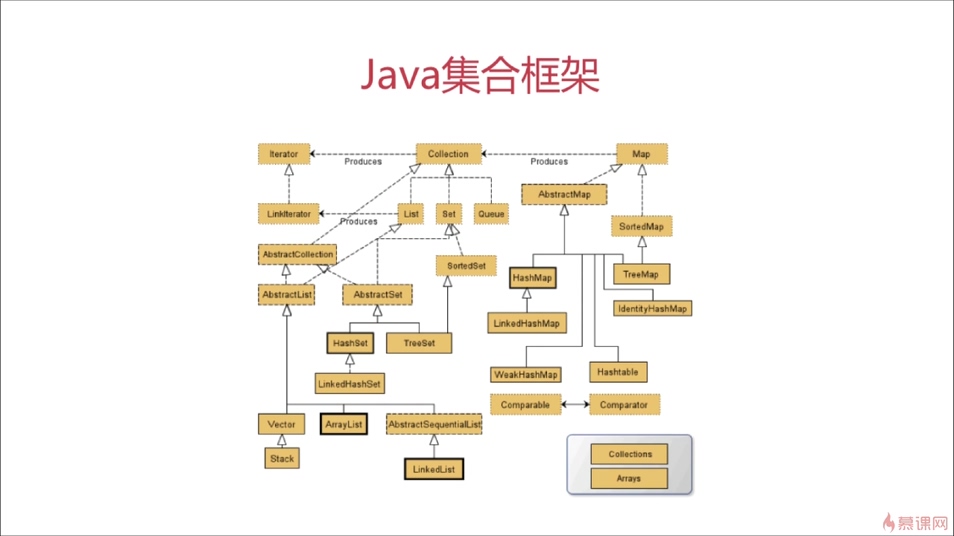 Java集合框架
Iterator
Produces
Collection
Produces
Map
AbstractMap
LinkIterator
Produces
List
Set
Queue
SortedMap
AbstractCollection
SortedSet
HashMap
TreeMap
AbstractList
AbstractSet
IdentityHashMap
LinkedHashMap
HashSet
TreeSet
WeakHashMap
Hashtable
LinkedHashSet
Comparable
Comparator
Vector
ArrayList
AbstractSequentialList
Stack
LinkedList
Collections
Arrays
慕课网